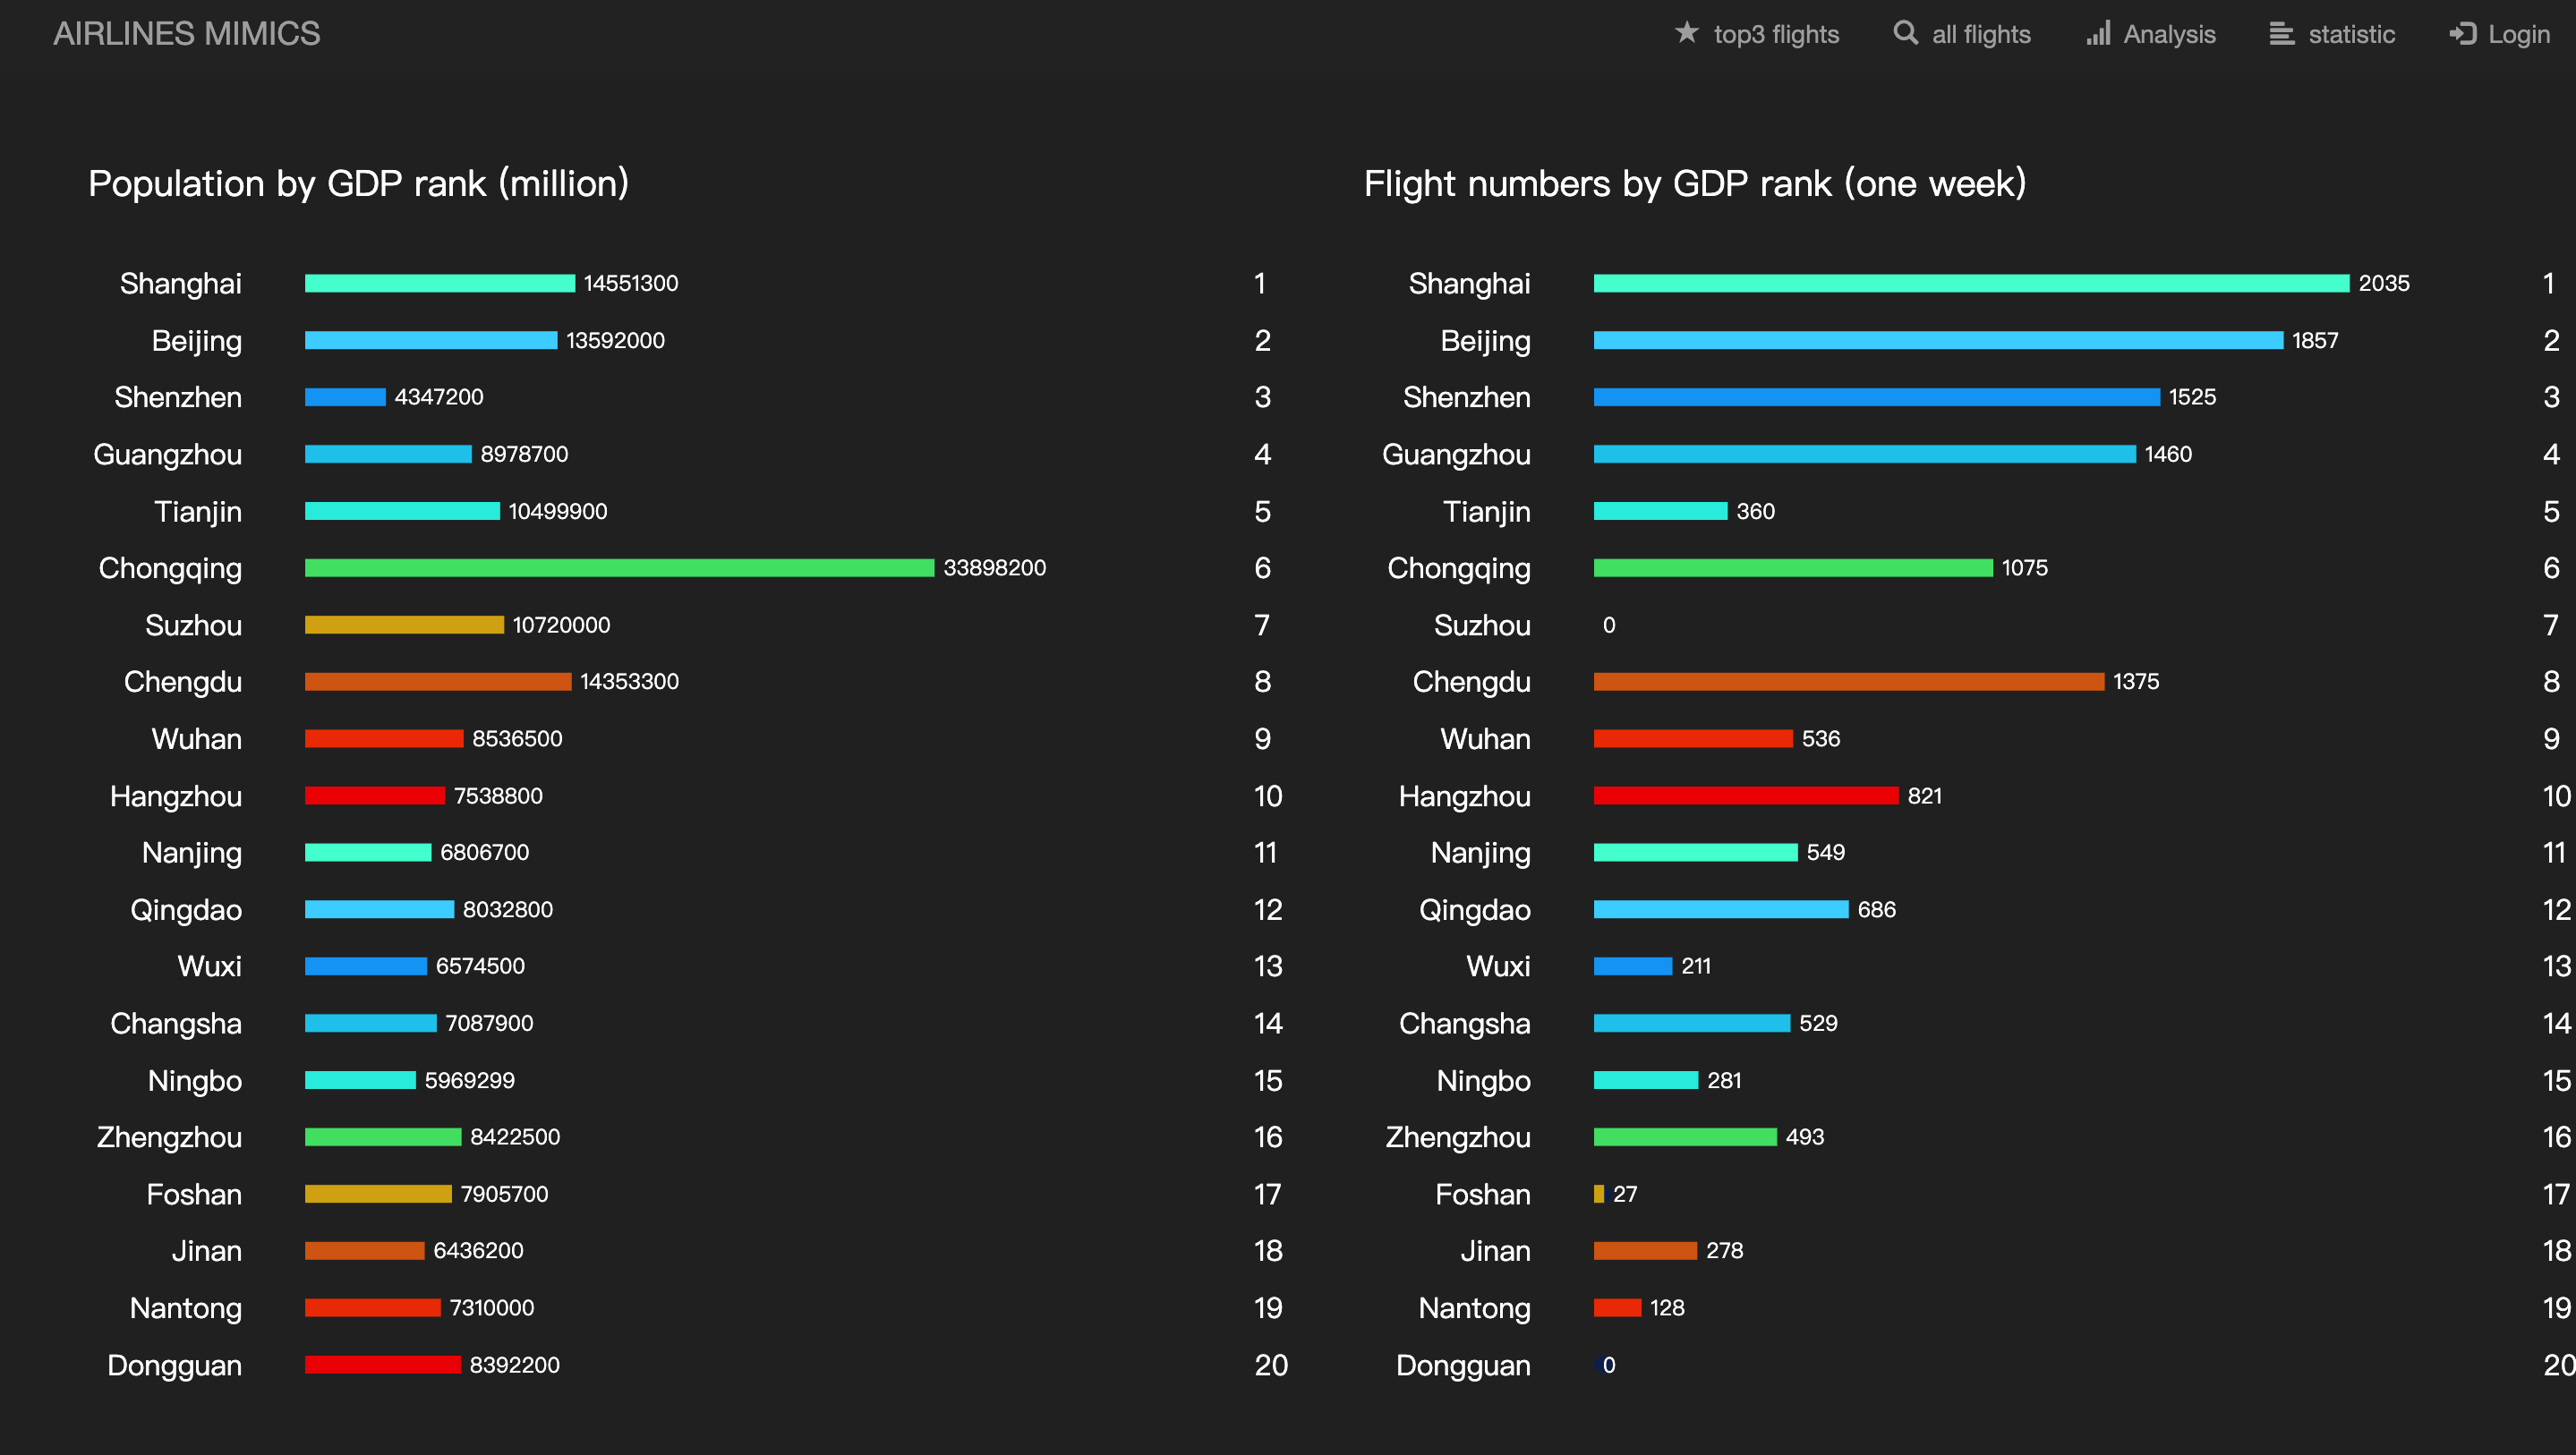 AIRLINES MIMICS top3 flights all flights Analysis statistic Login
Population by GDP rank (million) Flight numbers by GDP rank (one week)
Shanghai 14551300 1 Shanghai 2035 1
Beijing 13592000 2 Beijing 1857 2
Shenzhen 4347200 3 Shenzhen 1525 3
Guangzhou 8978700 4 Guangzhou 1460 4
Tianjin 10499900 5 Tianjin 360 5
Chongqing 33898200 6 Chongqing 1075 6
Suzhou 10720000 7 Suzhou 0 7
Chengdu 14353300 8 Chengdu 1375 8
Wuhan 8536500 9 Wuhan 536 9
Hangzhou 7538800 10 Hangzhou 821 10
Nanjing 6806700 11 Nanjing 549 11
Qingdao 8032800 12 Qingdao 686 12
Wuxi 6574500 13 Wuxi 211 13
Changsha 7087900 14 Changsha 529 14
Ningbo 5969299 15 Ningbo 281 15
Zhengzhou 8422500 16 Zhengzhou 493 16
Foshan 7905700 17 Foshan 27 17
Jinan 6436200 18 Jinan 278 18
Nantong 7310000 19 Nantong 128 19
Dongguan 8392200 20 Dongguan 0 20